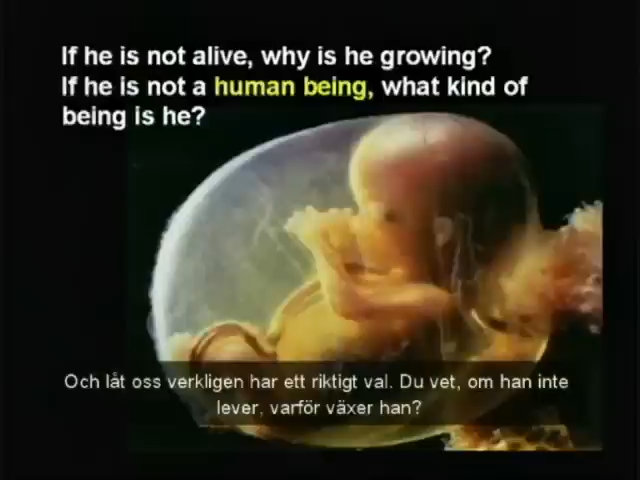 If he is not alive, why is he growing?
If he is not a human being, what kind of
being is he?
Och låt oss verkligen har ett riktigt val. Du vet, om han inte
lever, varför växer han?